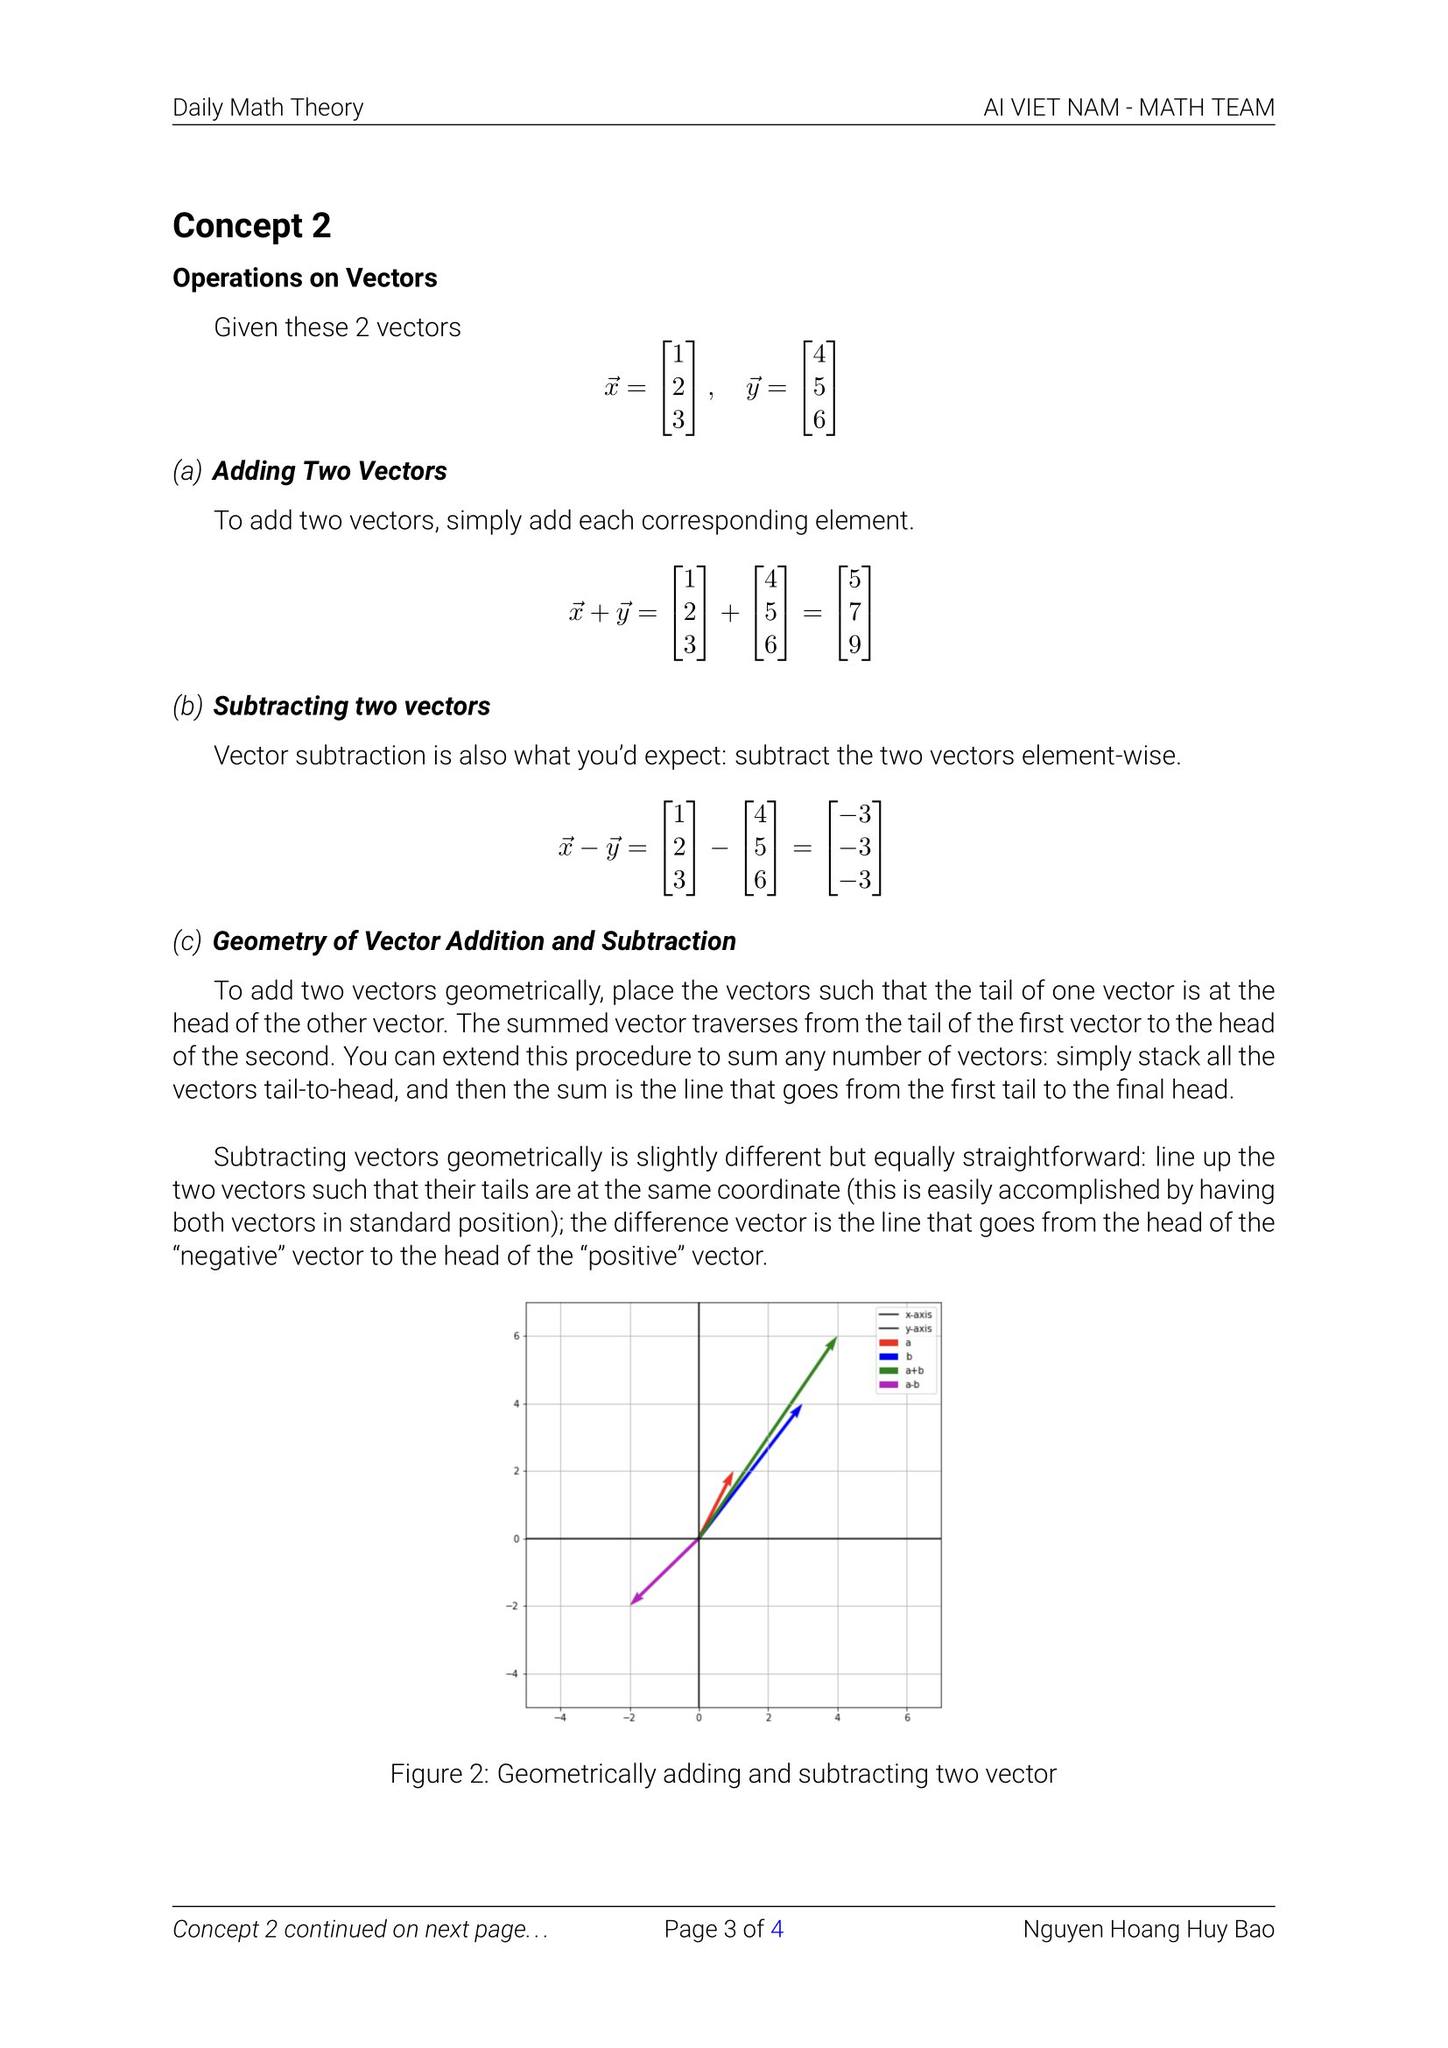 Daily Math Theory AI VIET NAM - MATH TEAM
Concept 2
Operations on Vectors
Given these 2 vectors
$\vec{x} = \begin{bmatrix} 1 \\ 2 \\ 3 \end{bmatrix}, \quad \vec{y} = \begin{bmatrix} 4 \\ 5 \\ 6 \end{bmatrix}$
(a) Adding Two Vectors
To add two vectors, simply add each corresponding element.
$\vec{x} + \vec{y} = \begin{bmatrix} 1 \\ 2 \\ 3 \end{bmatrix} + \begin{bmatrix} 4 \\ 5 \\ 6 \end{bmatrix} = \begin{bmatrix} 5 \\ 7 \\ 9 \end{bmatrix}$
(b) Subtracting two vectors
Vector subtraction is also what you’d expect: subtract the two vectors element-wise.
$\vec{x} - \vec{y} = \begin{bmatrix} 1 \\ 2 \\ 3 \end{bmatrix} - \begin{bmatrix} 4 \\ 5 \\ 6 \end{bmatrix} = \begin{bmatrix} -3 \\ -3 \\ -3 \end{bmatrix}$
(c) Geometry of Vector Addition and Subtraction
To add two vectors geometrically, place the vectors such that the tail of one vector is at the
head of the other vector. The summed vector traverses from the tail of the first vector to the head
of the second. You can extend this procedure to sum any number of vectors: simply stack all the
vectors tail-to-head, and then the sum is the line that goes from the first tail to the final head.
Subtracting vectors geometrically is slightly different but equally straightforward: line up the
two vectors such that their tails are at the same coordinate (this is easily accomplished by having
both vectors in standard position); the difference vector is the line that goes from the head of the
“negative” vector to the head of the “positive” vector.
x-axis
y-axis
a
b
a+b
a-b
6
4
2
0
−2
−4
−4 −2 0 2 4 6
Figure 2: Geometrically adding and subtracting two vector
Concept 2 continued on next page... Page 3 of 4 Nguyen Hoang Huy Bao